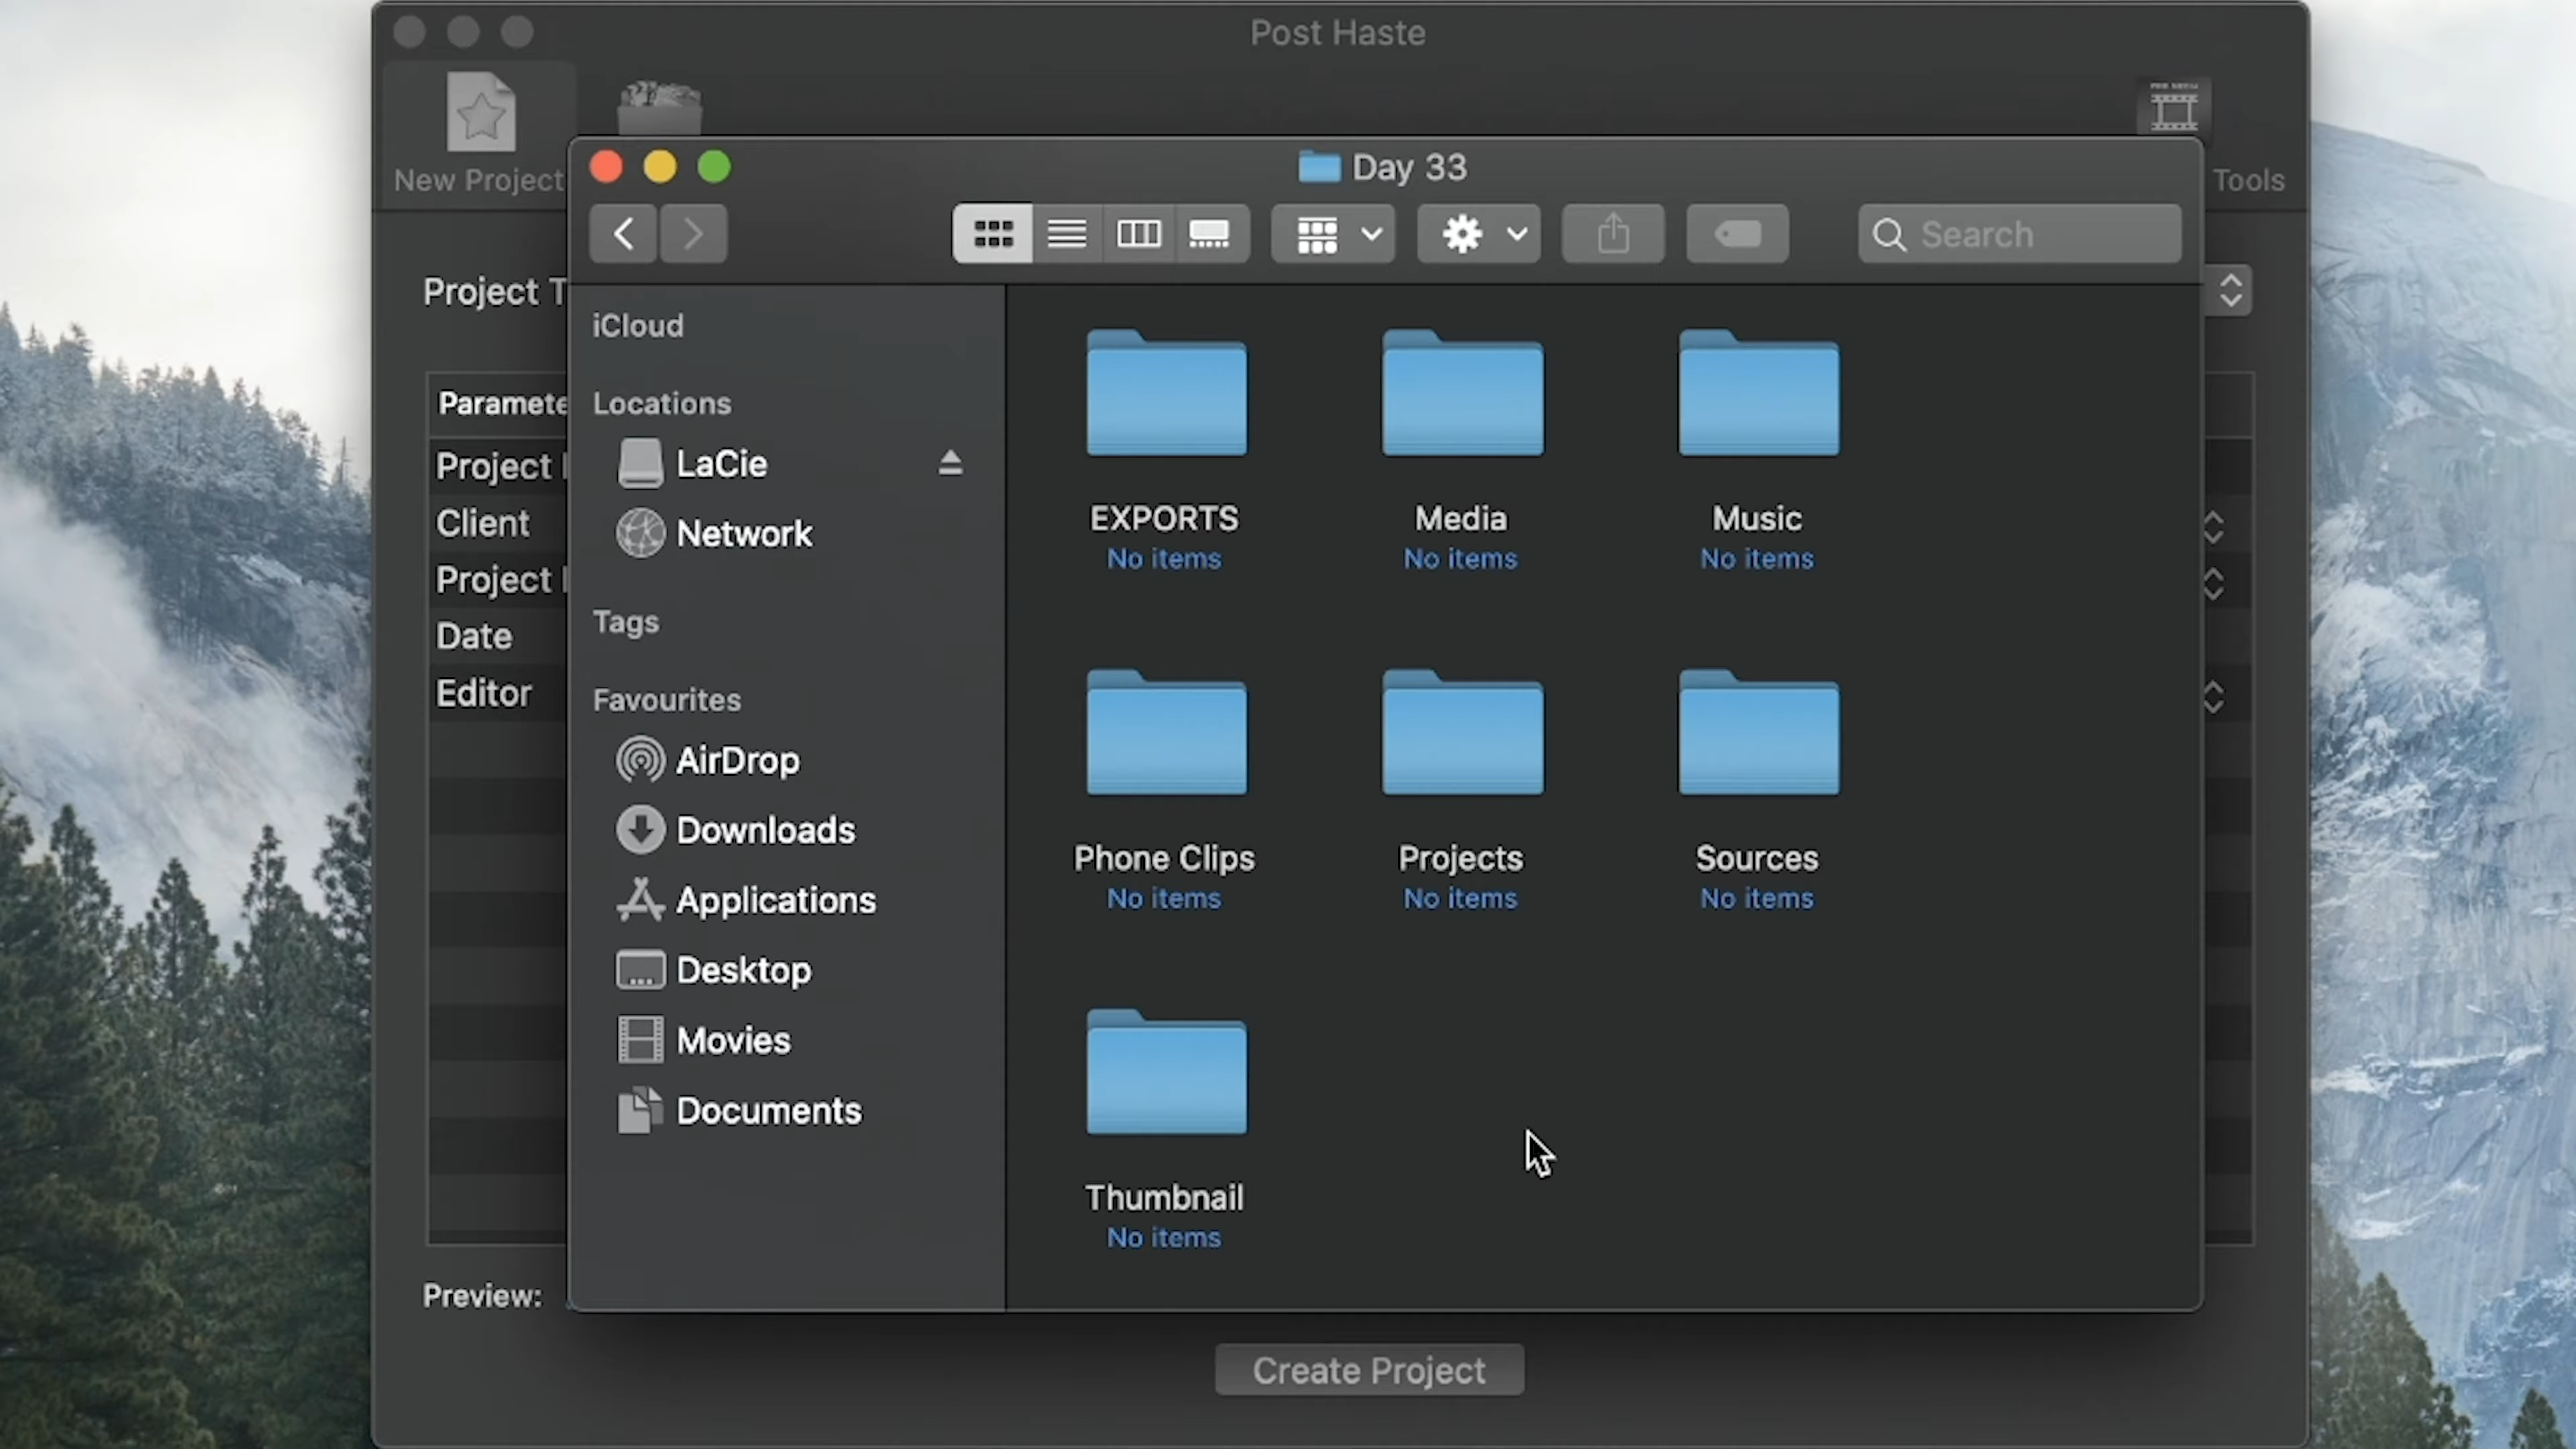 Post Haste
New Project
Tools
Day 33
Search
Project T
iCloud
Locations
LaCie
Network
Tags
Favourites
AirDrop
Downloads
Applications
Desktop
Movies
Documents
Paramete
Project
Client
Project
Date
Editor
EXPORTS
No items
Media
No items
Music
No items
Phone Clips
No items
Projects
No items
Sources
No items
Thumbnail
No items
Preview:
Create Project